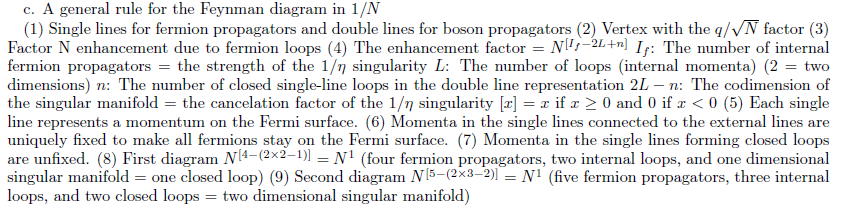 c. A general rule for the Feynman diagram in 1/N
(1) Single lines for fermion propagators and double lines for boson propagators (2) Vertex with the q/√√N factor (3)
Factor N enhancement due to fermion loops (4) The enhancement factor = N^[I_f−2L+n] I_f: The number of internal
fermion propagators = the strength of the 1/η singularity L: The number of loops (internal momenta) (2 = two
dimensions) n: The number of closed single-line loops in the double line representation 2L − n: The codimension of
the singular manifold = the cancelation factor of the 1/η singularity [x] = x if x ≥ 0 and 0 if x < 0 (5) Each single
line represents a momentum on the Fermi surface. (6) Momenta in the single lines connected to the external lines are
uniquely fixed to make all fermions stay on the Fermi surface. (7) Momenta in the single lines forming closed loops
are unfixed. (8) First diagram N^[4−(2×2−1)] = N^1 (four fermion propagators, two internal loops, and one dimensional
singular manifold = one closed loop) (9) Second diagram N^[5−(2×3−2)] = N^1 (five fermion propagators, three internal
loops, and two closed loops = two dimensional singular manifold)